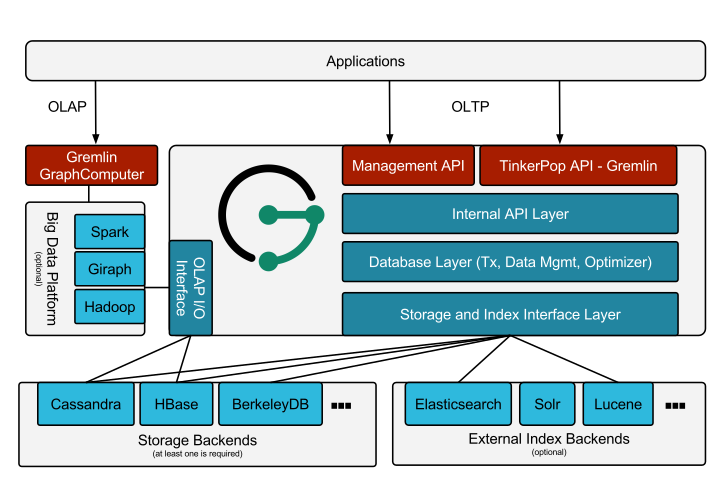 Applications
OLAP
OLTP
Gremlin
GraphComputer
Management API
TinkerPop API - Gremlin
Big Data Platform
(optional)
Spark
Giraph
Hadoop
OLAP I/O
Interface
Internal API Layer
Database Layer (Tx, Data Mgmt, Optimizer)
Storage and Index Interface Layer
Cassandra
HBase
BerkeleyDB
Storage Backends
(at least one is required)
Elasticsearch
Solr
Lucene
External Index Backends
(optional)